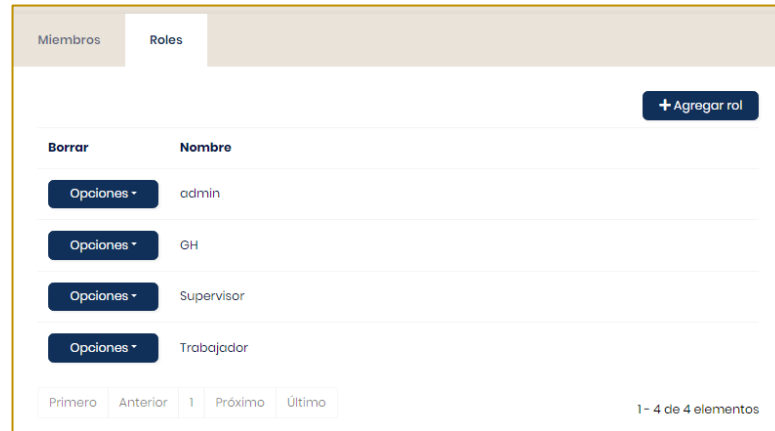 Miembros Roles
+ Agregar rol
Borrar Nombre
Opciones admin
Opciones GH
Opciones Supervisor
Opciones Trabajador
Primero Anterior 1 Próximo Último
1 - 4 de 4 elementos